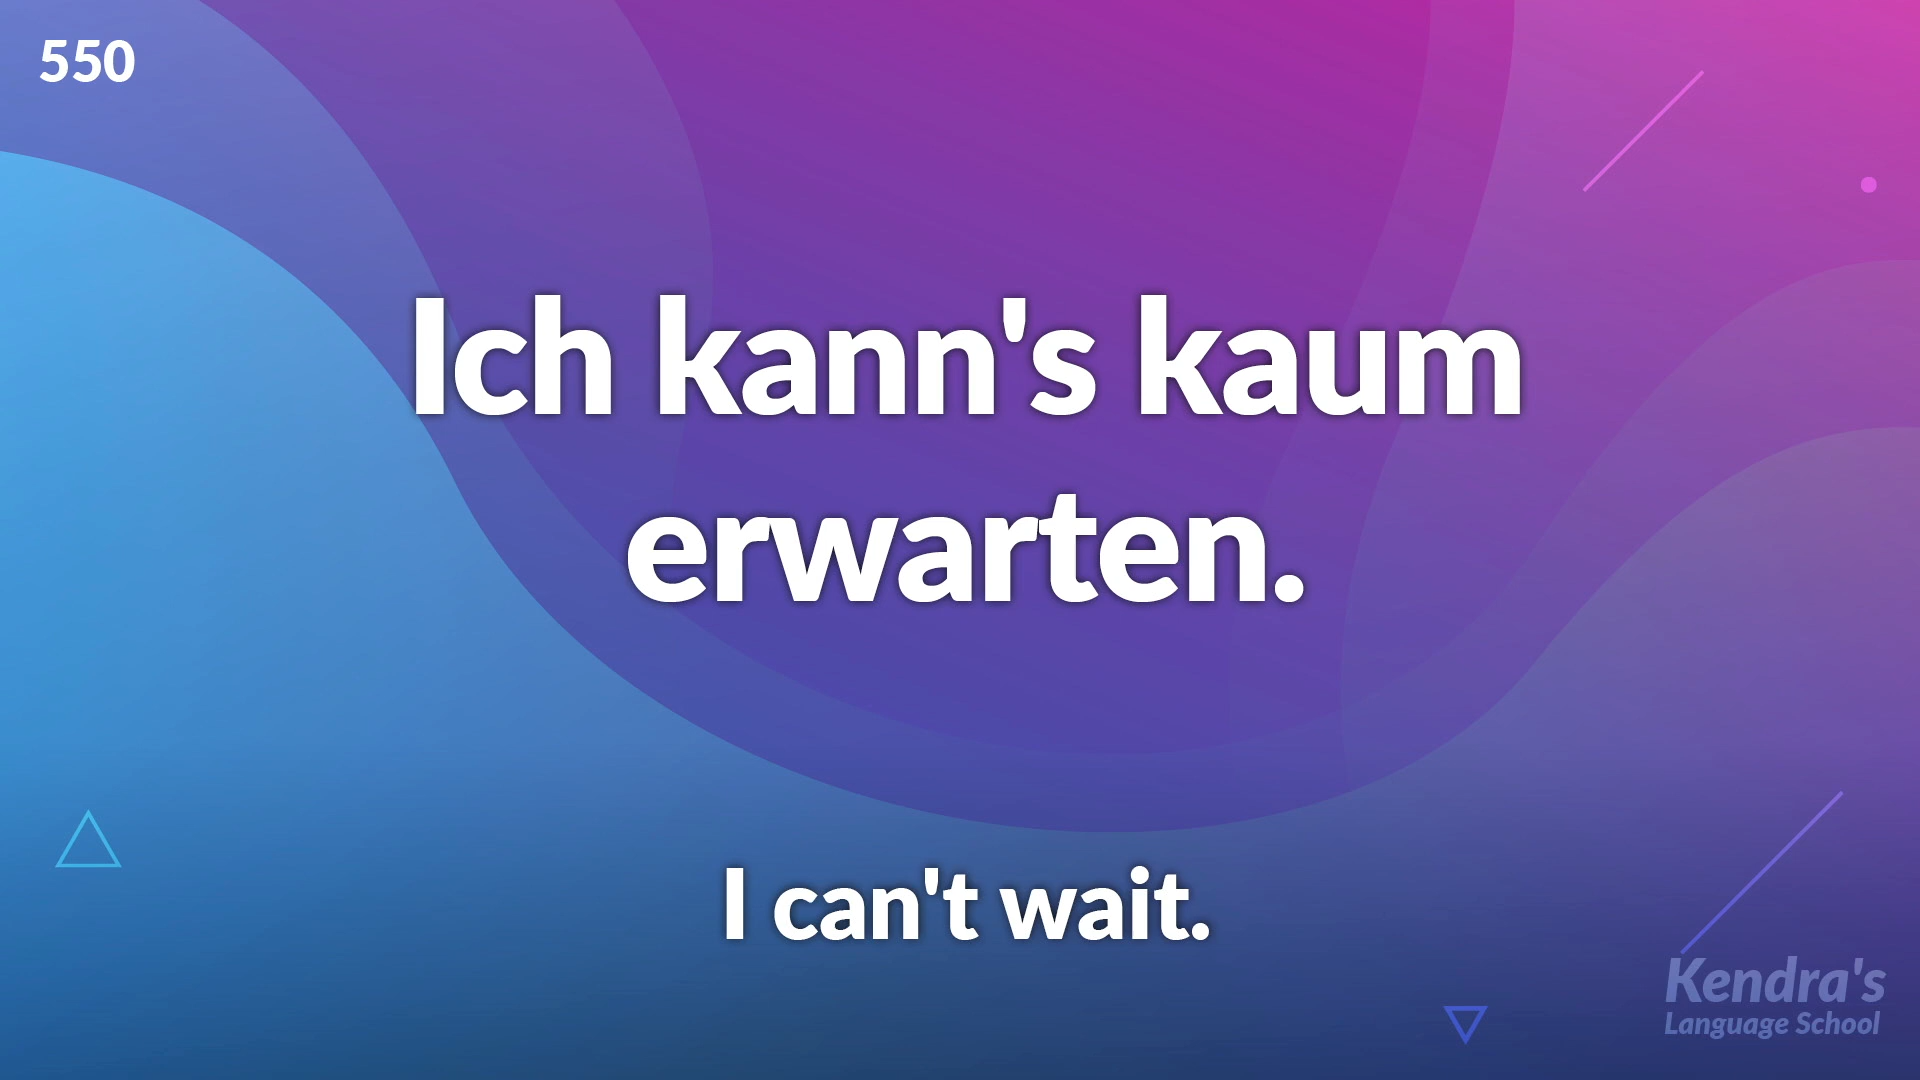 550
Ich kann's kaum
erwarten.
I can't wait.
Kendra's
Language School